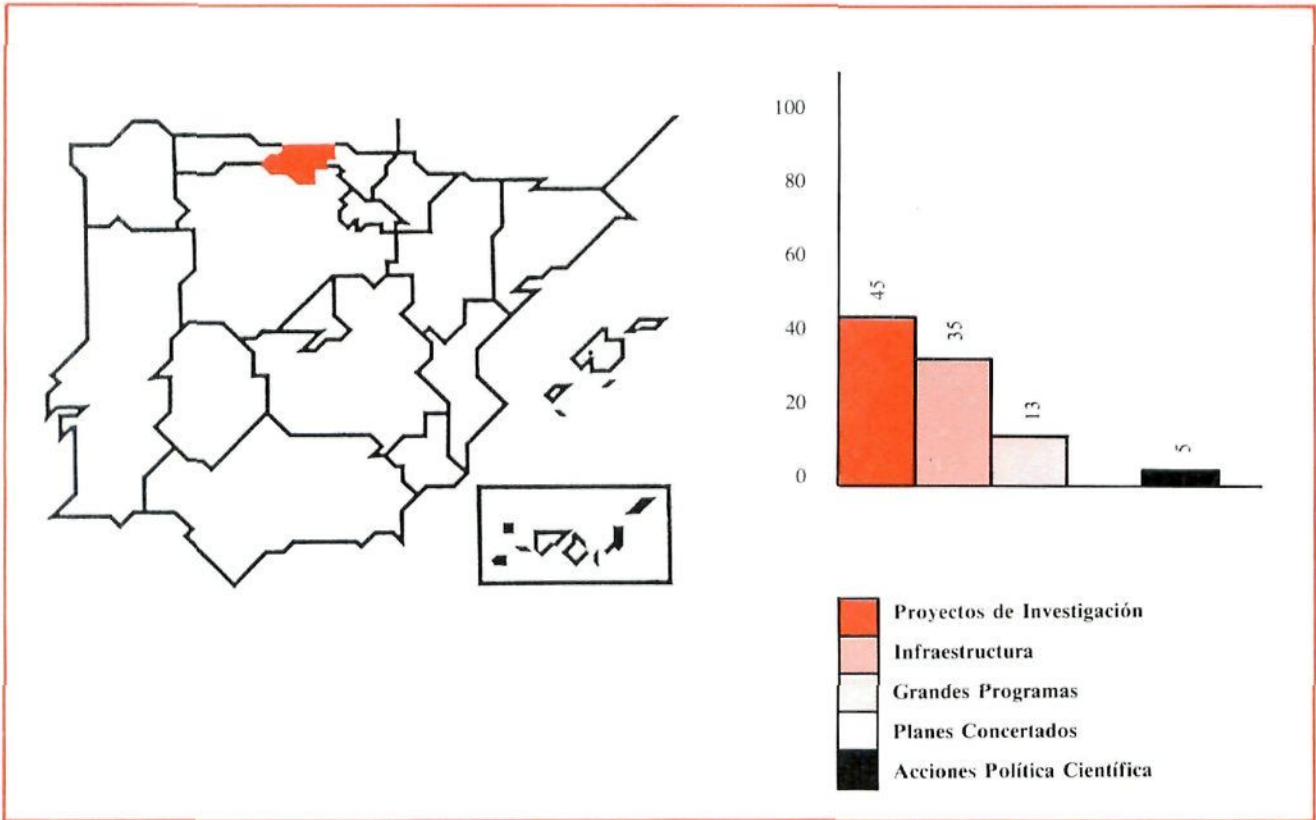 100
80
60
40
20
0
45
35
13
5
Proyectos de Investigación
Infraestructura
Grandes Programas
Planes Concertados
Acciones Política Científica